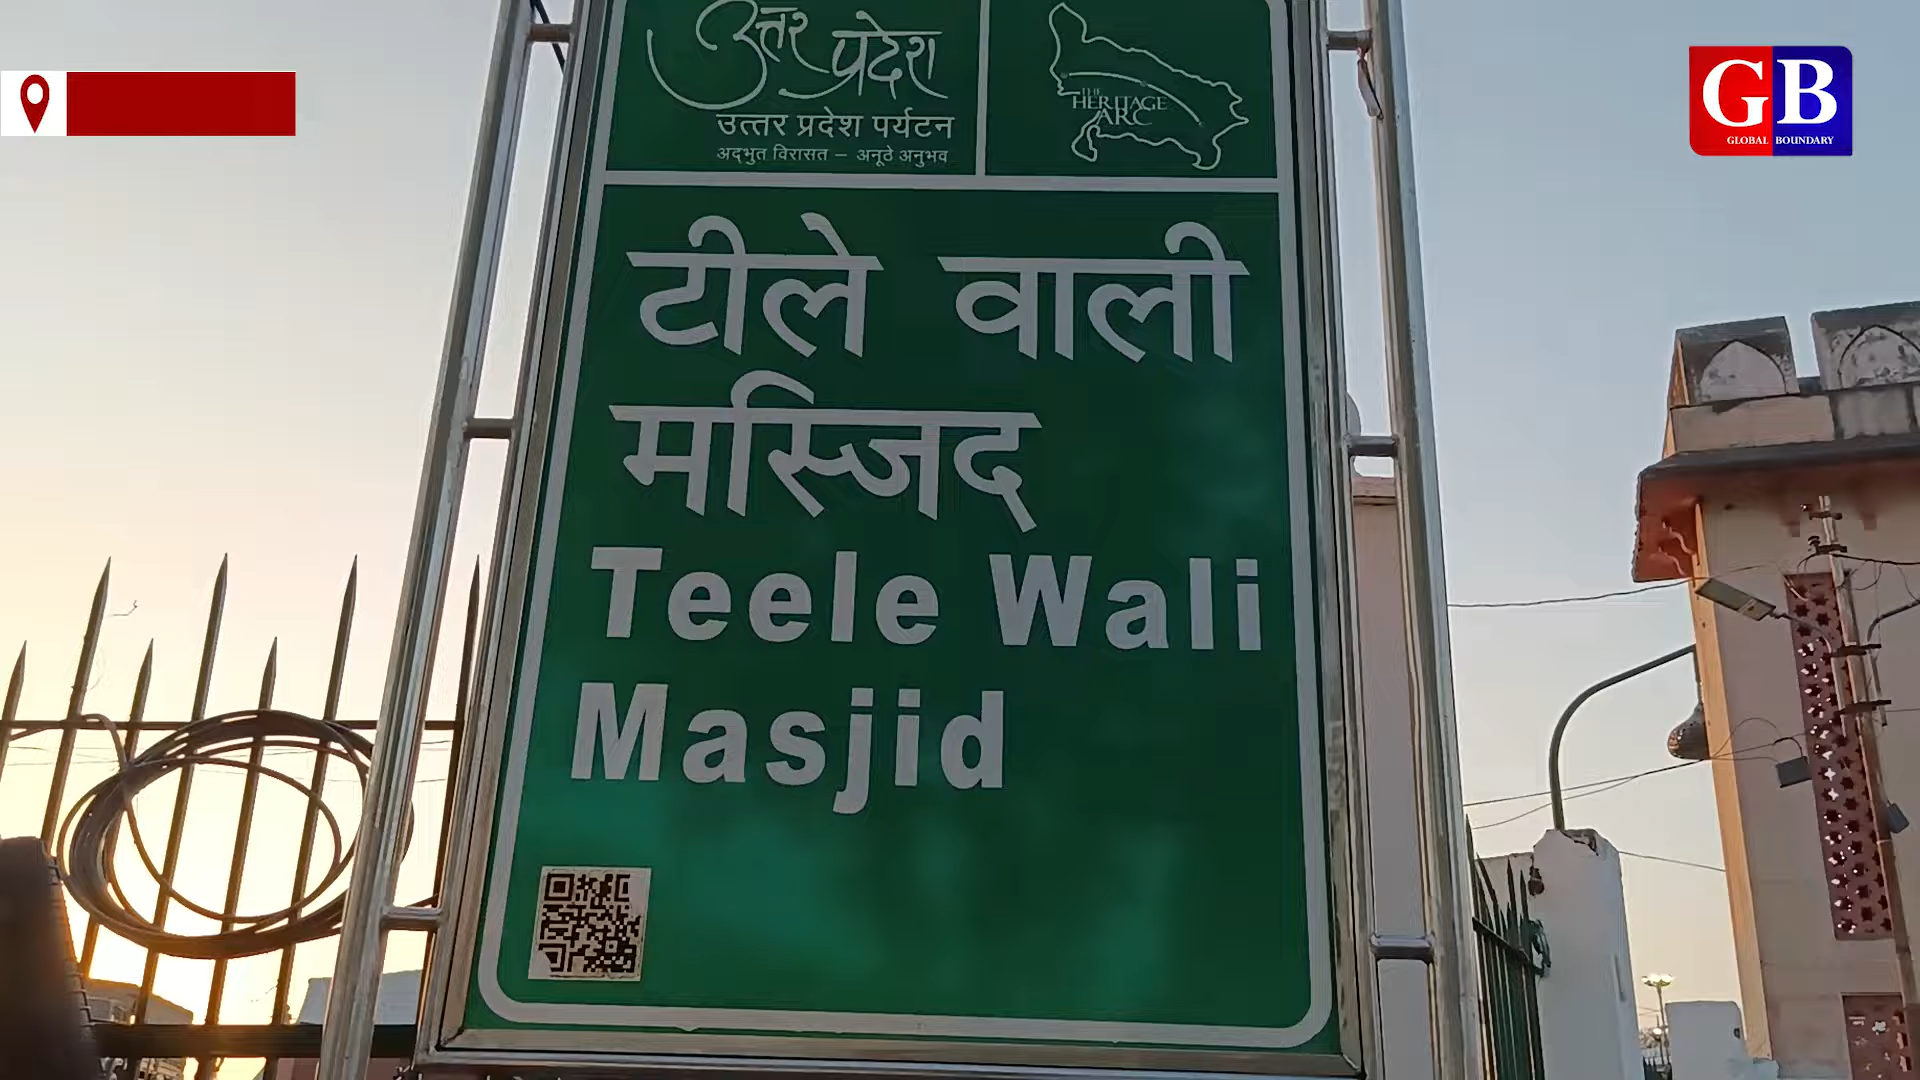 उत्तर प्रदेश
उत्तर प्रदेश पर्यटन
अद्भुत विरासत – अनूठे अनुभव
THE
HERITAGE
ARC
GB
GLOBAL BOUNDARY
टीले वाली
मस्जिद
Teele Wali
Masjid